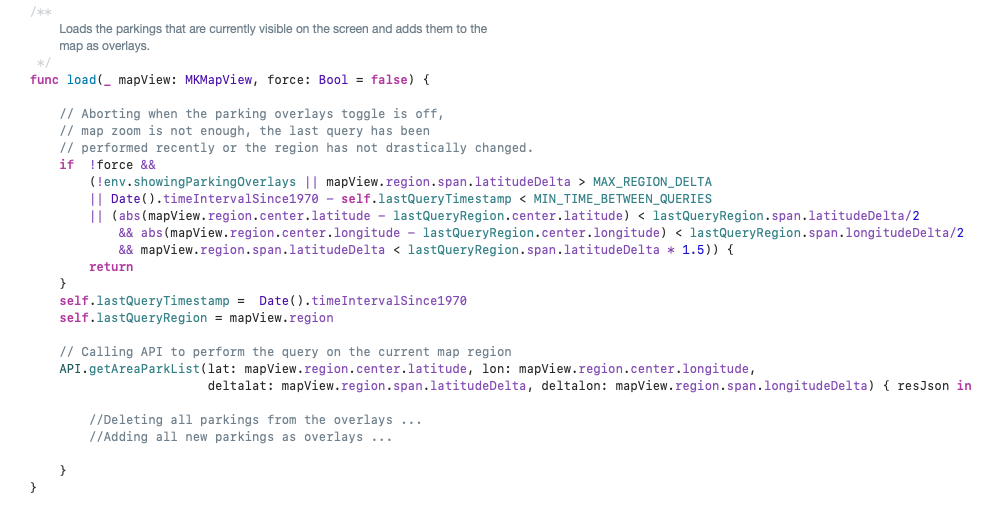 /**
Loads the parkings that are currently visible on the screen and adds them to the
map as overlays.
*/
func load(_ mapView: MKMapView, force: Bool = false) {
// Aborting when the parking overlays toggle is off,
// map zoom is not enough, the last query has been
// performed recently or the region has not drastically changed.
if  !force &&
(!env.showingParkingOverlays || mapView.region.span.latitudeDelta > MAX_REGION_DELTA
|| Date().timeIntervalSince1970 - self.lastQueryTimestamp < MIN_TIME_BETWEEN_QUERIES
|| (abs(mapView.region.center.latitude - lastQueryRegion.center.latitude) < lastQueryRegion.span.latitudeDelta/2
&& abs(mapView.region.center.longitude - lastQueryRegion.center.longitude) < lastQueryRegion.span.longitudeDelta/2
&& mapView.region.span.latitudeDelta < lastQueryRegion.span.latitudeDelta * 1.5)) {
return
}
self.lastQueryTimestamp =  Date().timeIntervalSince1970
self.lastQueryRegion = mapView.region
// Calling API to perform the query on the current map region
API.getAreaParkList(lat: mapView.region.center.latitude, lon: mapView.region.center.longitude,
deltalat: mapView.region.span.latitudeDelta, deltalon: mapView.region.span.longitudeDelta) { resJson in
//Deleting all parkings from the overlays ...
//Adding all new parkings as overlays ...
}
}